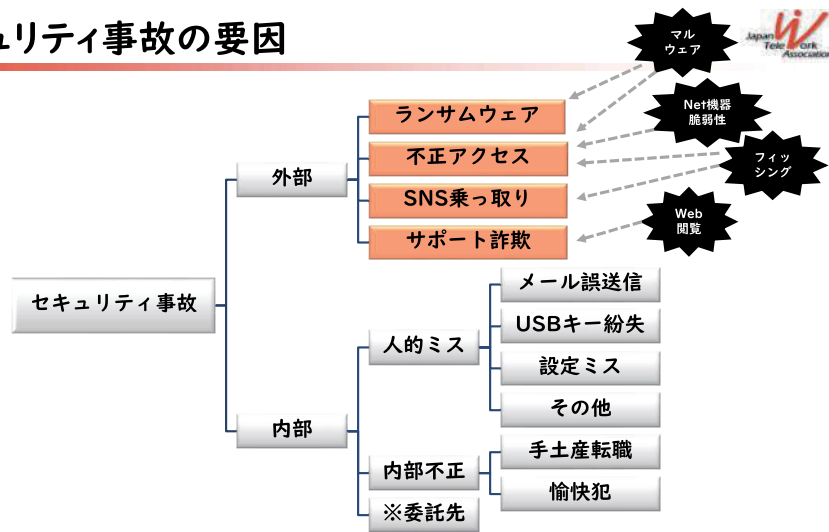 ュリティ事故の要因
Japan
Tele Work
Association
マル
ウェア
Net機器
脆弱性
フィッ
シング
Web
閲覧
ランサムウェア
不正アクセス
SNS乗っ取り
サポート詐欺
外部
セキュリティ事故
内部
人的ミス
メール誤送信
USBキー紛失
設定ミス
その他
内部不正
手土産転職
愉快犯
※委託先